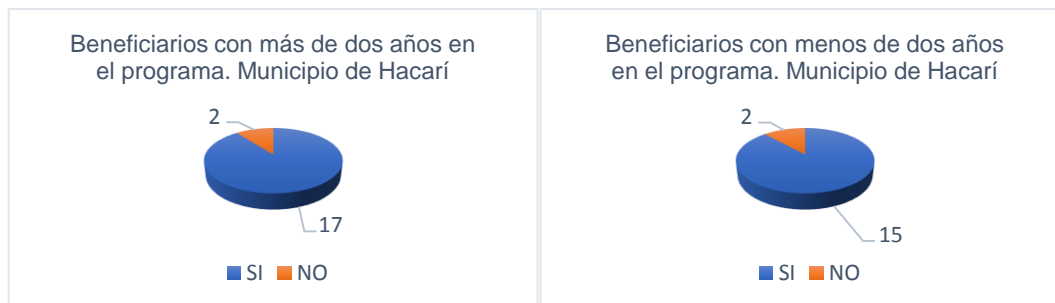 Beneficiarios con más de dos años en
el programa. Municipio de Hacarí
2
17
SI NO
Beneficiarios con menos de dos años
en el programa. Municipio de Hacarí
2
15
SI NO